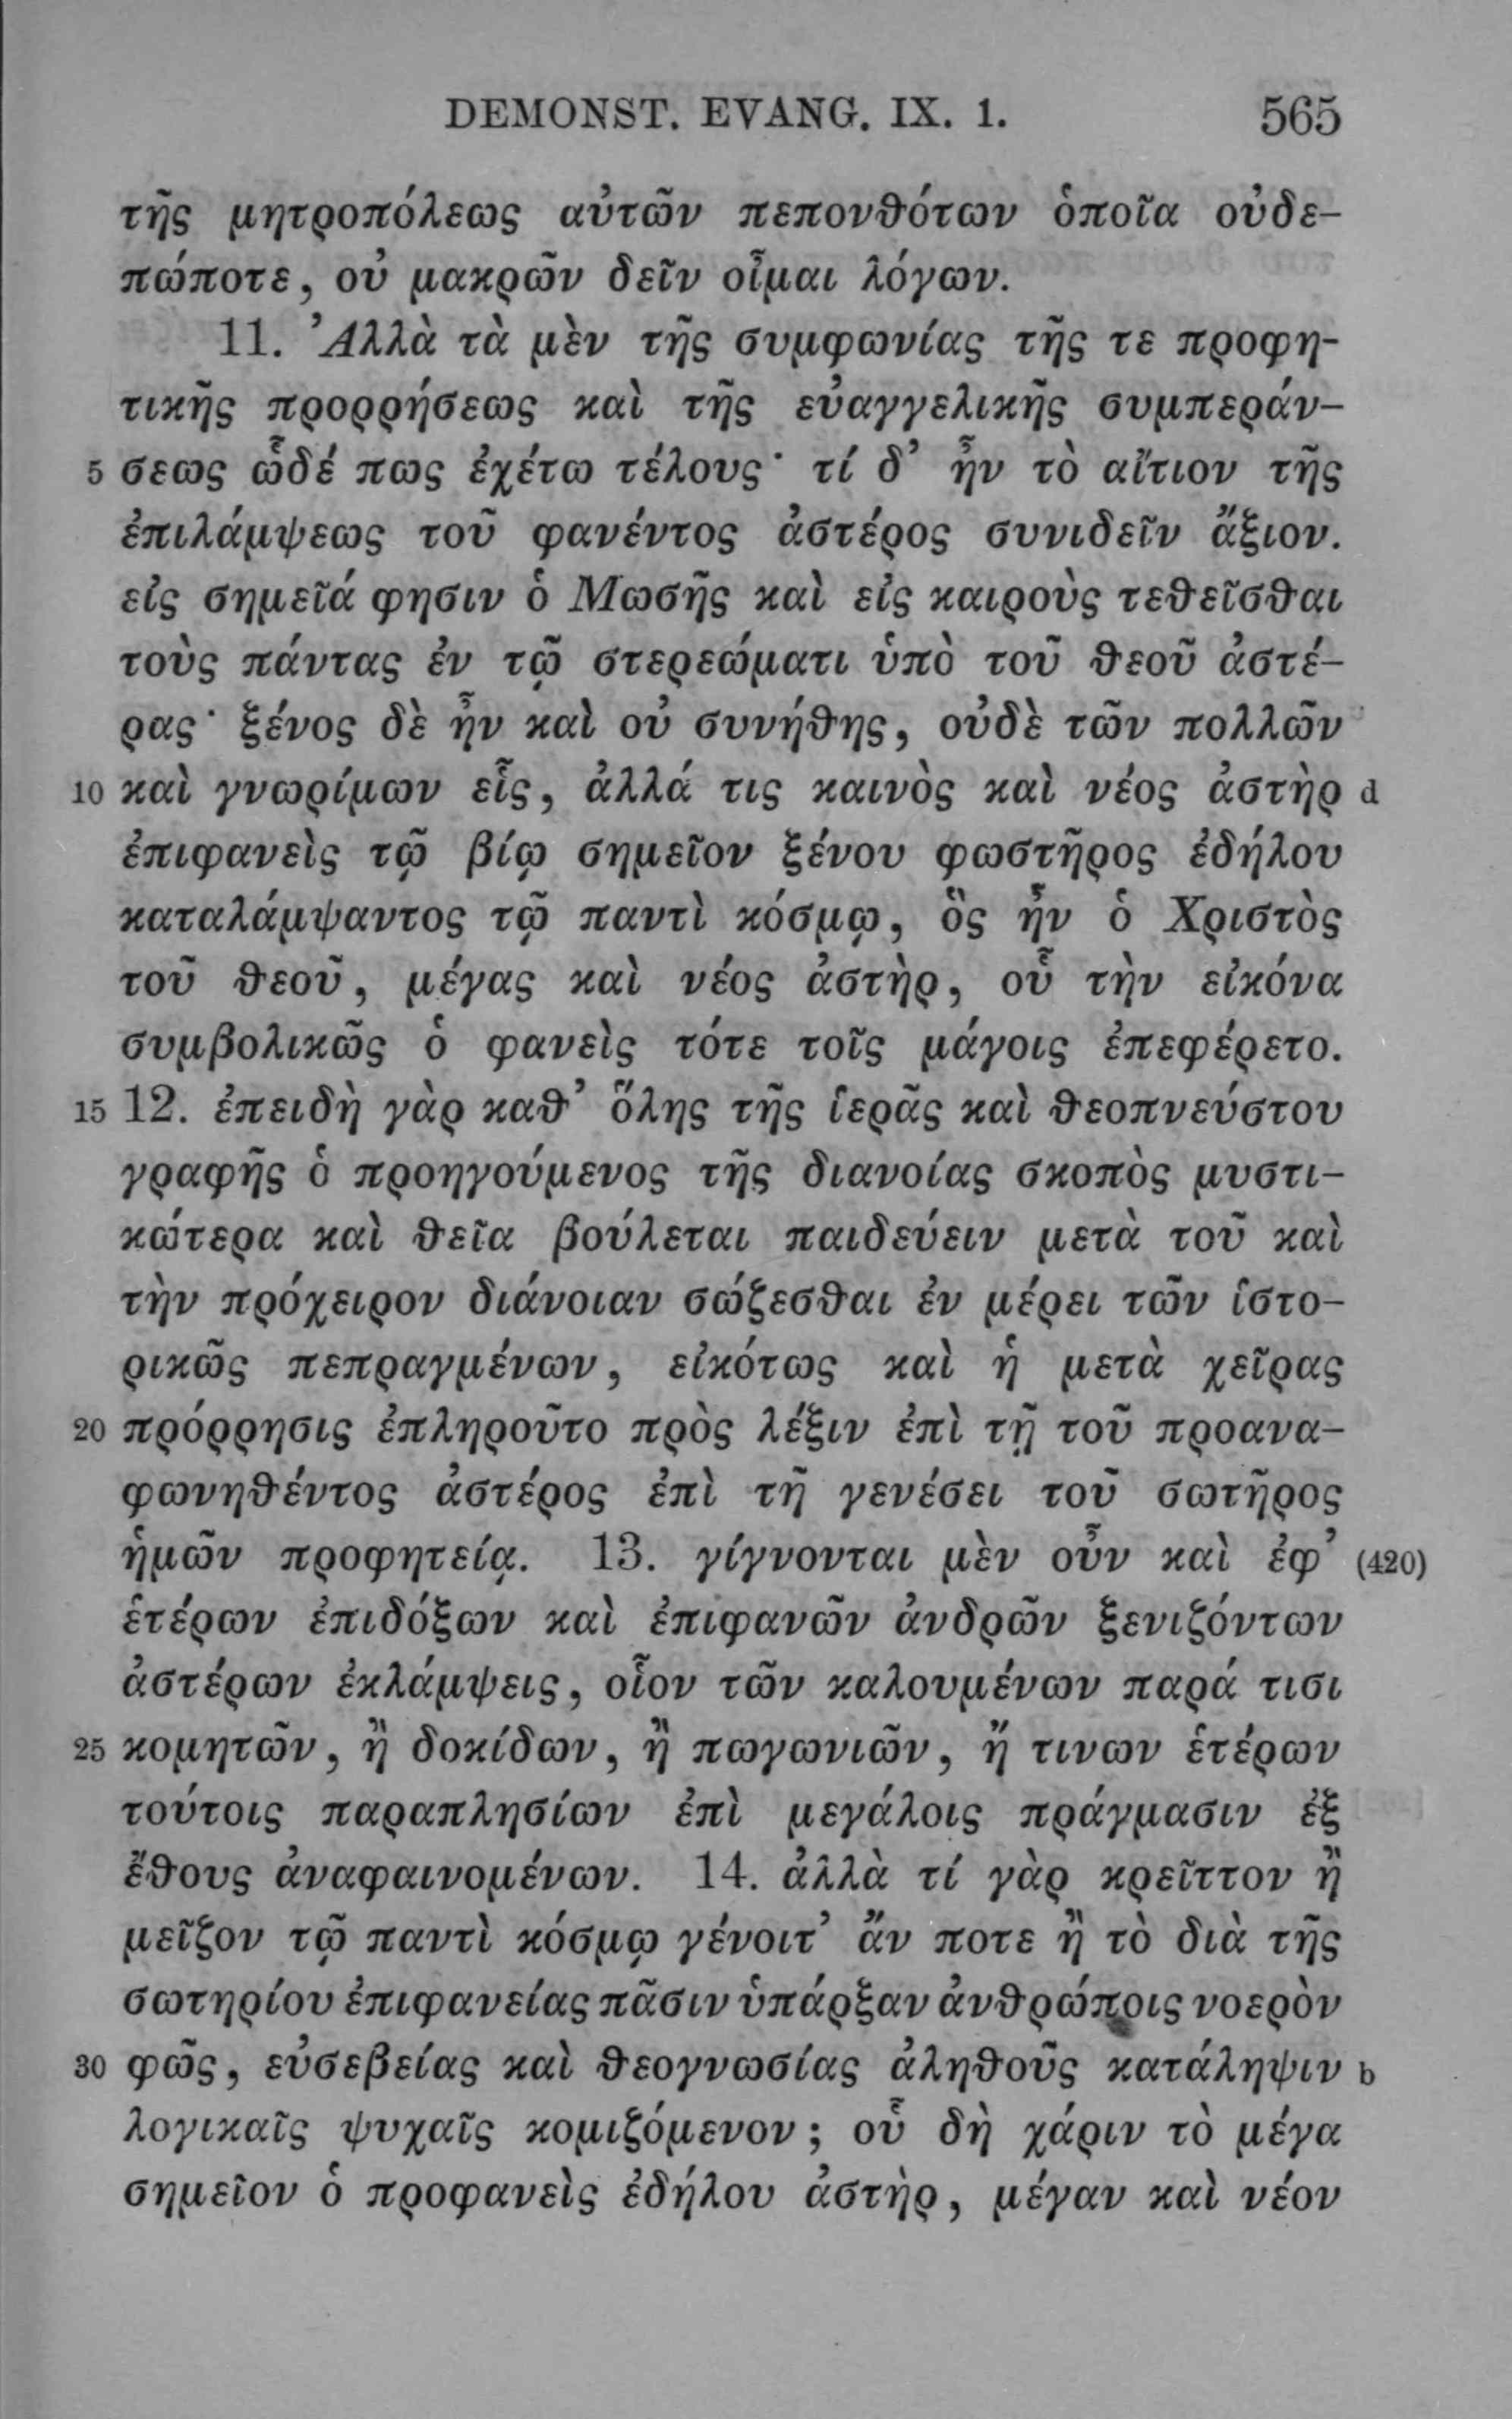 DEMONST. EVANG. IX. 1. 565
τῆς μητροπόλεως αὐτῶν πεπονθότων ὁποῖα οὐδε-
πώποτε, οὐ μακρῶν δεῖν οἶμαι λόγων.
11. Ἀλλὰ τὰ μὲν τῆς συμφωνίας τῆς τε προφη-
τικῆς προρρήσεως καὶ τῆς εὐαγγελικῆς συμπεράν-
5 σεως ὧδέ πως ἐχέτω τέλους· τί δ’ ἦν τὸ αἴτιον τῆς
ἐπιλάμψεως τοῦ φανέντος ἀστέρος συνιδεῖν ἄξιον.
εἰς σημεῖά φησιν ὁ Μωσῆς καὶ εἰς καιροὺς τεθεῖσθαι
τοὺς πάντας ἐν τῷ στερεώματι ὑπὸ τοῦ θεοῦ ἀστέ-
ρας· ξένος δὲ ἦν καὶ οὐ συνήθης, οὐδὲ τῶν πολλῶν
10 καὶ γνωρίμων εἷς, ἀλλά τις καινὸς καὶ νέος ἀστὴρ d
ἐπιφανεὶς τῷ βίῳ σημεῖον ξένου φωστῆρος ἐδήλου
καταλάμψαντος τῷ παντὶ κόσμῳ, ὃς ἦν ὁ Χριστὸς
τοῦ θεοῦ, μέγας καὶ νέος ἀστὴρ, οὗ τὴν εἰκόνα
συμβολικῶς ὁ φανεὶς τότε τοῖς μάγοις ἐπεφέρετο.
15 12. ἐπειδὴ γὰρ καθ’ ὅλης τῆς ἱερᾶς καὶ θεοπνεύστου
γραφῆς ὁ προηγούμενος τῆς διανοίας σκοπὸς μυστι-
κώτερα καὶ θεῖα βούλεται παιδεύειν μετὰ τοῦ καὶ
τὴν πρόχειρον διάνοιαν σώζεσθαι ἐν μέρει τῶν ἱστο-
ρικῶς πεπραγμένων, εἰκότως καὶ ἡ μετὰ χεῖρας
20 πρόρρησις ἐπληροῦτο πρὸς λέξιν ἐπὶ τῇ τοῦ προανα-
φωνηθέντος ἀστέρος ἐπὶ τῇ γενέσει τοῦ σωτῆρος
ἡμῶν προφητείᾳ. 13. γίγνονται μὲν οὖν καὶ ἐφ’ (420)
ἑτέρων ἐπιδόξων καὶ ἐπιφανῶν ἀνδρῶν ξενιζόντων
ἀστέρων ἐκλάμψεις, οἷον τῶν καλουμένων παρά τισι
25 κομητῶν, ἢ δοκίδων, ἢ πωγωνιῶν, ἤ τινων ἑτέρων
τούτοις παραπλησίων ἐπὶ μεγάλοις πράγμασιν ἐξ
ἔθους ἀναφαινομένων. 14. ἀλλὰ τί γὰρ κρεῖττον ἢ
μεῖζον τῷ παντὶ κόσμῳ γένοιτ’ ἄν ποτε ἢ τὸ διὰ τῆς
σωτηρίου ἐπιφανείας πᾶσιν ὑπάρξαν ἀνθρώποις νοερὸν
30 φῶς, εὐσεβείας καὶ θεογνωσίας ἀληθοῦς κατάληψιν b
λογικαῖς ψυχαῖς κομιζόμενον; οὗ δὴ χάριν τὸ μέγα
σημεῖον ὁ προφανεὶς ἐδήλου ἀστὴρ, μέγαν καὶ νέον